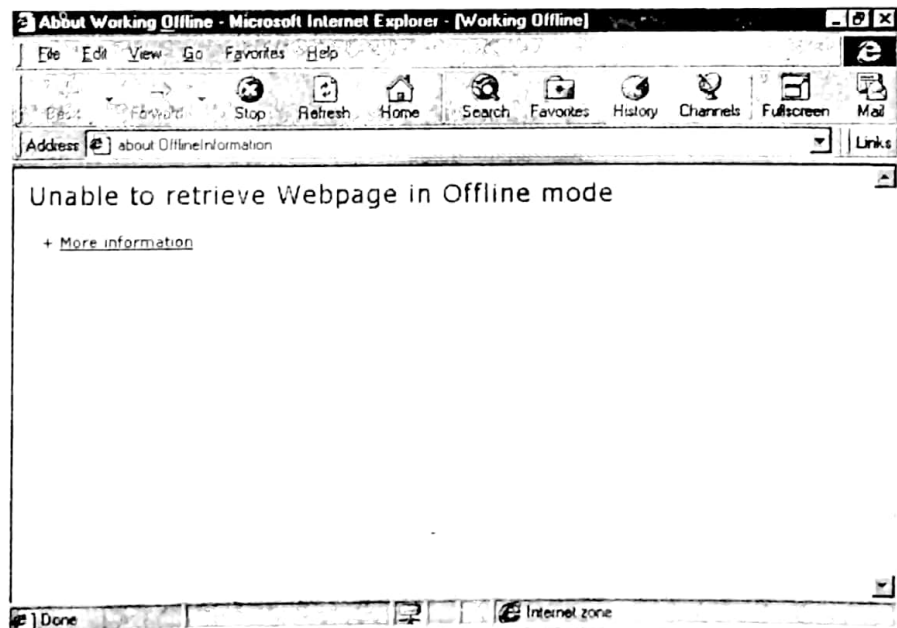 About Working Offline - Microsoft Internet Explorer - [Working Offline]
File Edit View Go Favorites Help
Back Forward Stop Refresh Home Search Favorites History Channels Fullscreen Mail
Address about OfflineInformation Links
Unable to retrieve Webpage in Offline mode
+ More information
Done Internet zone